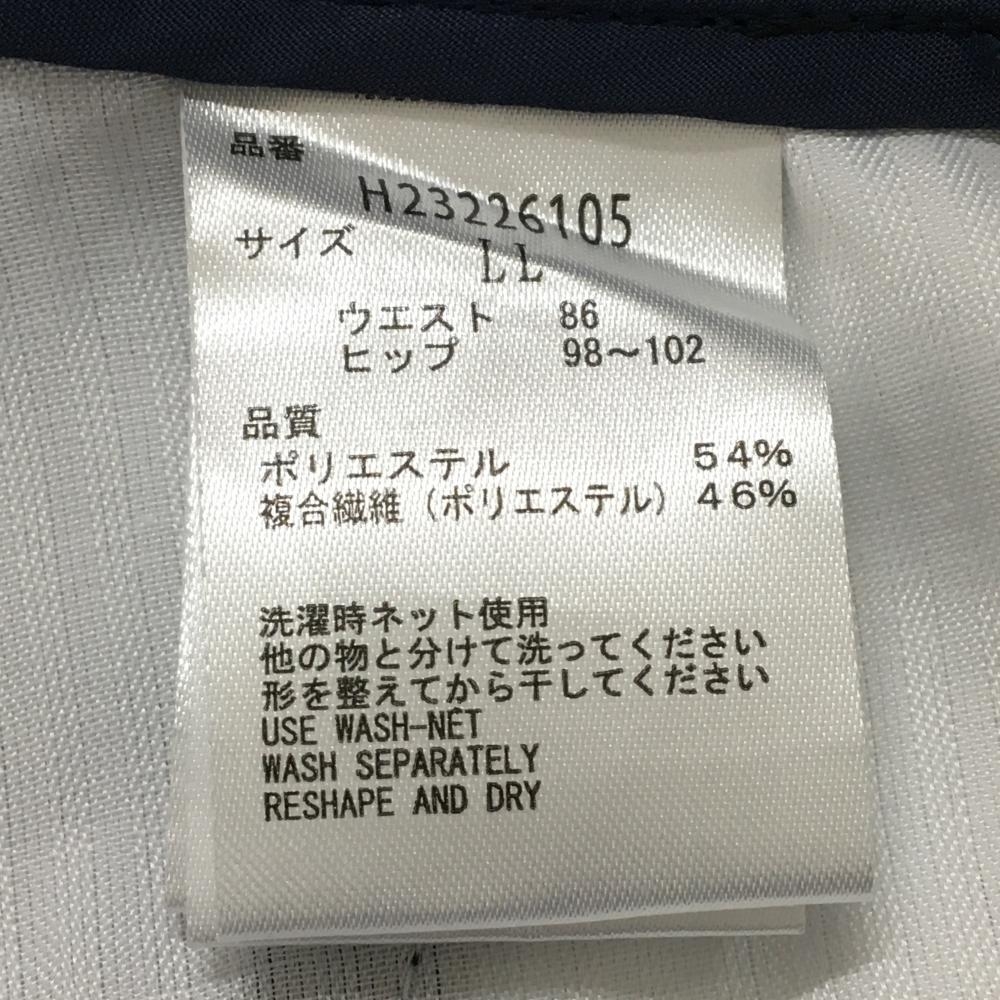 品番
H23226105
サイズ
LL
ウエスト 86
ヒップ 98〜102
品質
ポリエステル 54%
複合繊維（ポリエステル） 46%
洗濯時ネット使用
他の物と分けて洗ってください
形を整えてから干してください
USE WASH-NET
WASH SEPARATELY
RESHAPE AND DRY